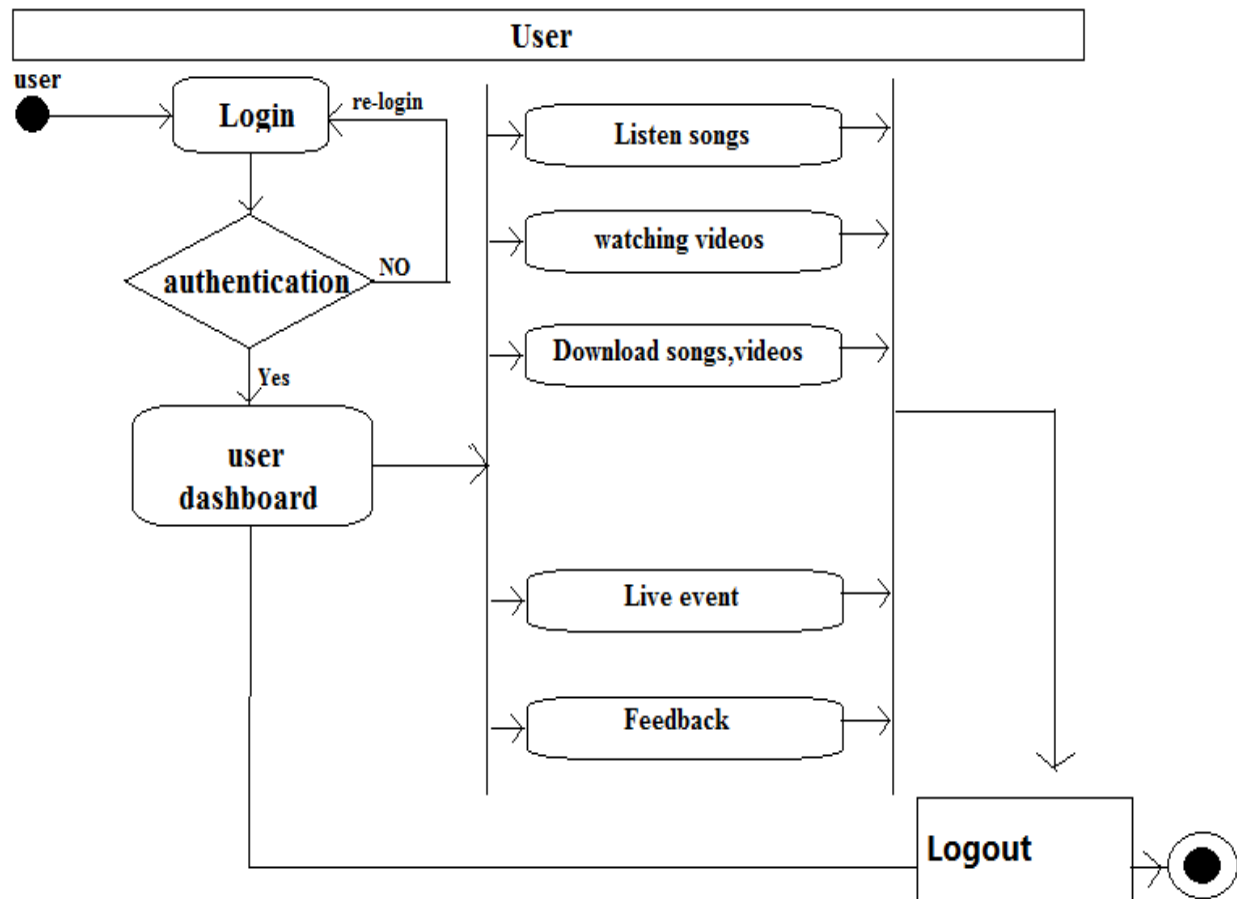 User
user
Login
re-login
authentication
NO
Yes
user
dashboard
Listen songs
watching videos
Download songs,videos
Live event
Feedback
Logout